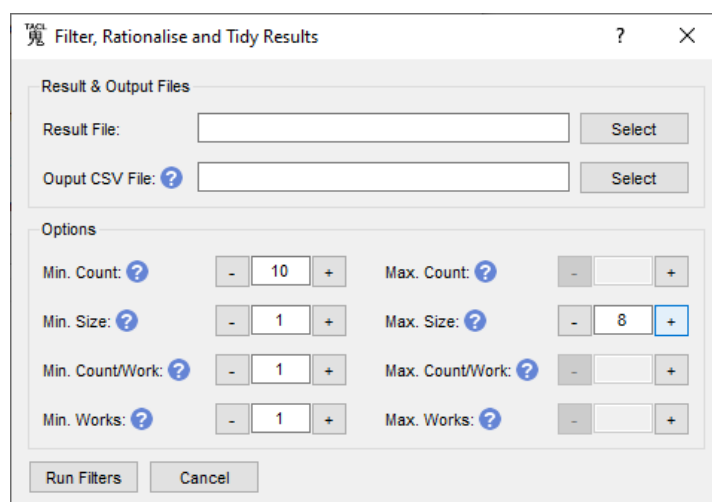 TACL
鬼 Filter, Rationalise and Tidy Results ? ×
Result & Output Files
Result File: Select
Ouput CSV File: ? Select
Options
Min. Count: ? - 10 + Max. Count: ? - +
Min. Size: ? - 1 + Max. Size: ? - 8 +
Min. Count/Work: ? - 1 + Max. Count/Work: ? - +
Min. Works: ? - 1 + Max. Works: ? - +
Run Filters Cancel